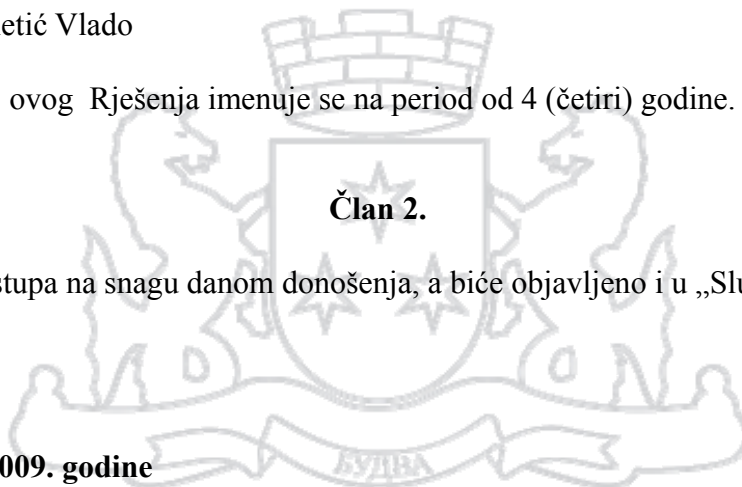 etić Vlado
ovog Rješenja imenuje se na period od 4 (četiri) godine.
Član 2.
stupa na snagu danom donošenja, a biće objavljeno i u „Slu
009. godine
БУДВА